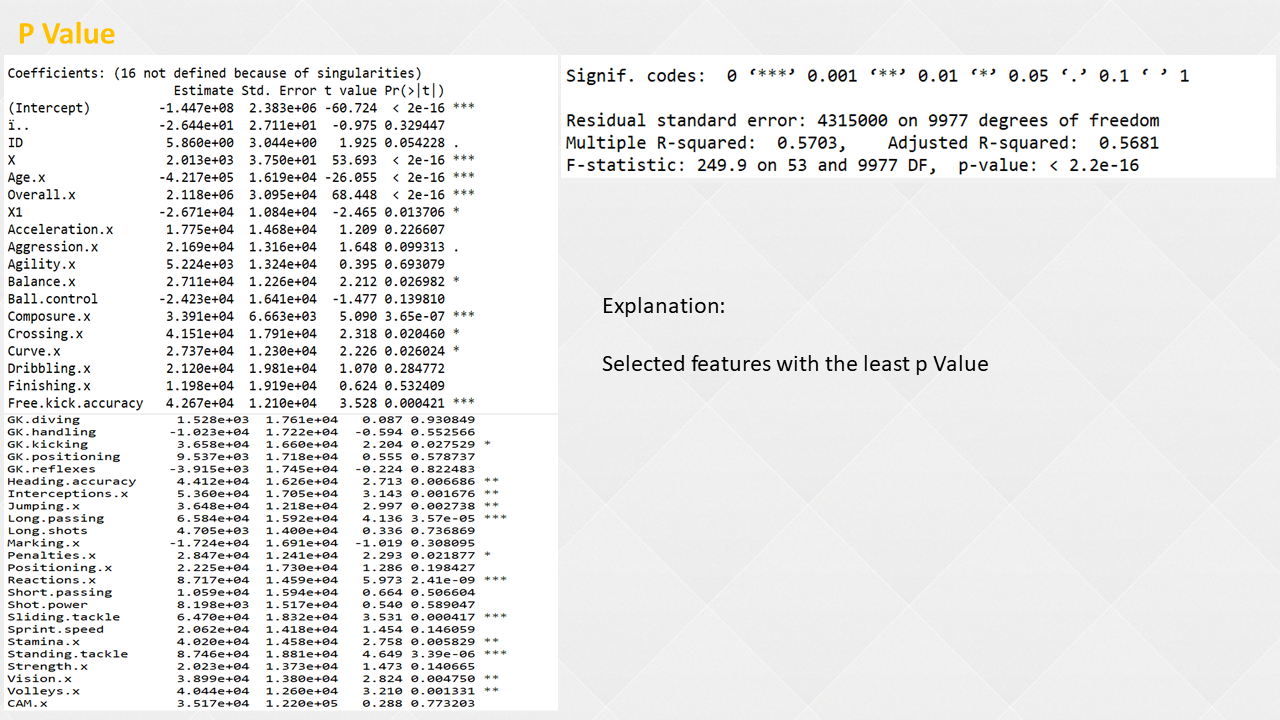 P Value
Coefficients: (16 not defined because of singularities)
Estimate Std. Error t value Pr(>|t|)
(Intercept) -1.447e+08 2.383e+06 -60.724 < 2e-16 ***
ï.. -2.644e+01 2.711e+01 -0.975 0.329447
ID 5.860e+00 3.044e+00 1.925 0.054228 .
X 2.013e+03 3.750e+01 53.693 < 2e-16 ***
Age.x -4.217e+05 1.619e+04 -26.055 < 2e-16 ***
Overall.x 2.118e+06 3.095e+04 68.448 < 2e-16 ***
X1 -2.671e+04 1.084e+04 -2.465 0.013706 *
Acceleration.x 1.775e+04 1.468e+04 1.209 0.226607
Aggression.x 2.169e+04 1.316e+04 1.648 0.099313 .
Agility.x 5.224e+03 1.324e+04 0.395 0.693079
Balance.x 2.711e+04 1.226e+04 2.212 0.026982 *
Ball.control -2.423e+04 1.641e+04 -1.477 0.139810
Composure.x 3.391e+04 6.663e+03 5.090 3.65e-07 ***
Crossing.x 4.151e+04 1.791e+04 2.318 0.020460 *
Curve.x 2.737e+04 1.230e+04 2.226 0.026024 *
Dribbling.x 2.120e+04 1.981e+04 1.070 0.284772
Finishing.x 1.198e+04 1.919e+04 0.624 0.532409
Free.kick.accuracy 4.267e+04 1.210e+04 3.528 0.000421 ***
GK.diving 1.528e+03 1.761e+04 0.087 0.930849
GK.handling -1.023e+04 1.722e+04 -0.594 0.552566
GK.kicking 3.658e+04 1.660e+04 2.204 0.027529 *
GK.positioning 9.537e+03 1.718e+04 0.555 0.578737
GK.reflexes -3.915e+03 1.745e+04 -0.224 0.822483
Heading.accuracy 4.412e+04 1.626e+04 2.713 0.006686 **
Interceptions.x 5.360e+04 1.705e+04 3.143 0.001676 **
Jumping.x 3.648e+04 1.218e+04 2.997 0.002738 **
Long.passing 6.584e+04 1.592e+04 4.136 3.57e-05 ***
Long.shots 4.705e+03 1.400e+04 0.336 0.736869
Marking.x -1.724e+04 1.691e+04 -1.019 0.308095
Penalties.x 2.847e+04 1.241e+04 2.293 0.021877 *
Positioning.x 2.225e+04 1.730e+04 1.286 0.198427
Reactions.x 8.717e+04 1.459e+04 5.973 2.41e-09 ***
Short.passing 1.059e+04 1.594e+04 0.664 0.506604
Shot.power 8.198e+03 1.517e+04 0.540 0.589047
Sliding.tackle 6.470e+04 1.832e+04 3.531 0.000417 ***
Sprint.speed 2.062e+04 1.418e+04 1.454 0.146059
Stamina.x 4.020e+04 1.458e+04 2.758 0.005829 **
Standing.tackle 8.746e+04 1.881e+04 4.649 3.39e-06 ***
Strength.x 2.023e+04 1.373e+04 1.473 0.140665
Vision.x 3.899e+04 1.380e+04 2.824 0.004750 **
Volleys.x 4.044e+04 1.260e+04 3.210 0.001331 **
CAM.x 3.517e+04 1.220e+05 0.288 0.773203
Signif. codes: 0 ‘***’ 0.001 ‘**’ 0.01 ‘*’ 0.05 ‘.’ 0.1 ‘ ’ 1
Residual standard error: 4315000 on 9977 degrees of freedom
Multiple R-squared: 0.5703, Adjusted R-squared: 0.5681
F-statistic: 249.9 on 53 and 9977 DF, p-value: < 2.2e-16
Explanation:
Selected features with the least p Value